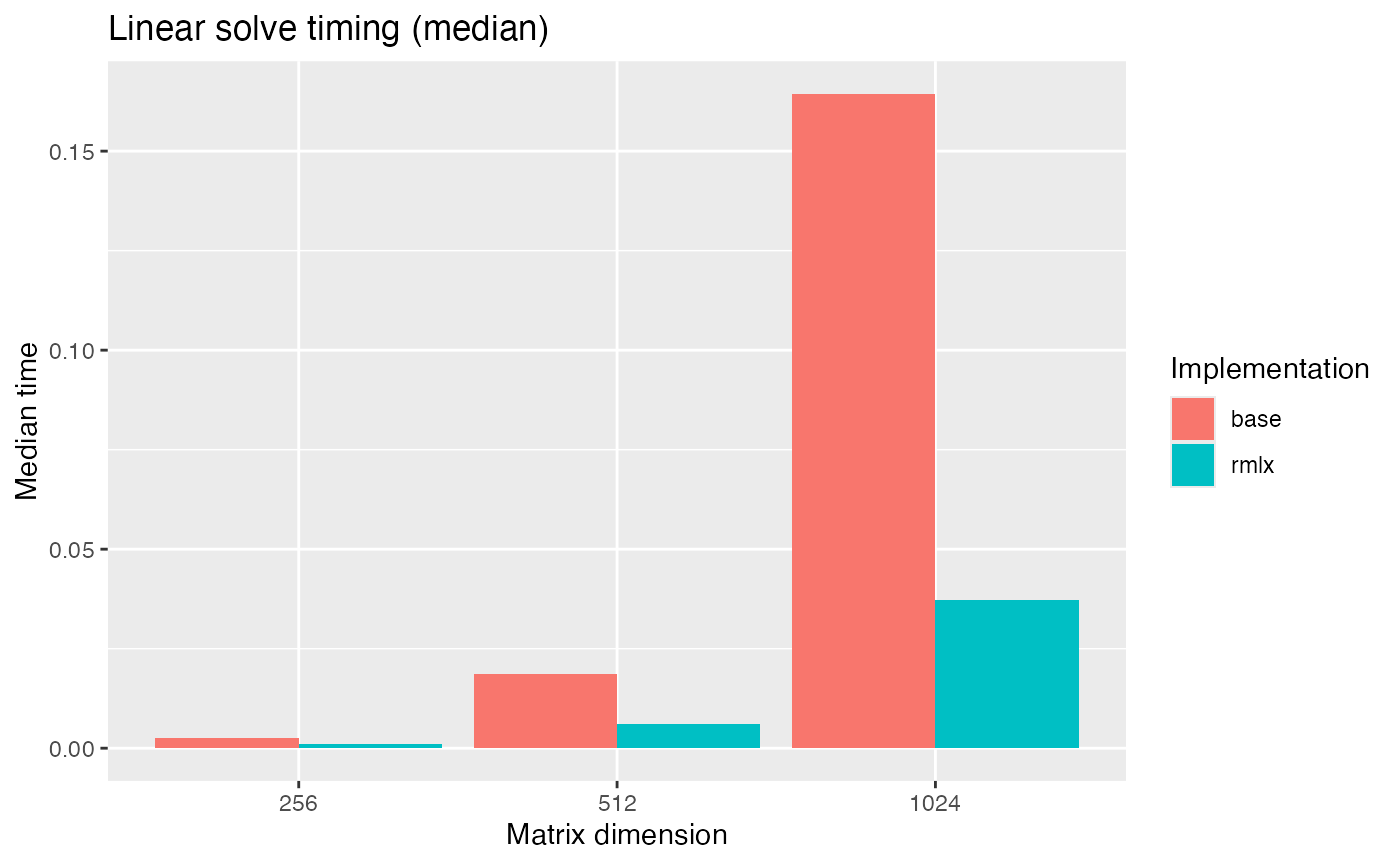 Linear solve timing (median)
0.15
0.10
0.05
0.00
Median time
256
512
1024
Matrix dimension
Implementation
base
rmlx